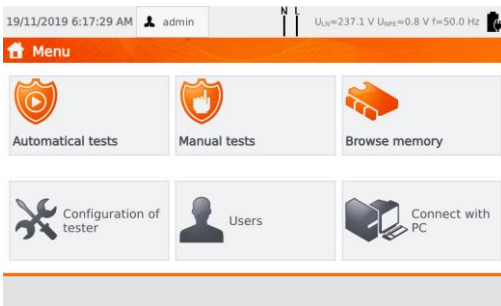 19/11/2019 6:17:29 AM admin N L ULN=237.1 V UNPE=0.8 V f=50.0 Hz
Menu
Automatical tests Manual tests Browse memory
Configuration of tester Users Connect with PC